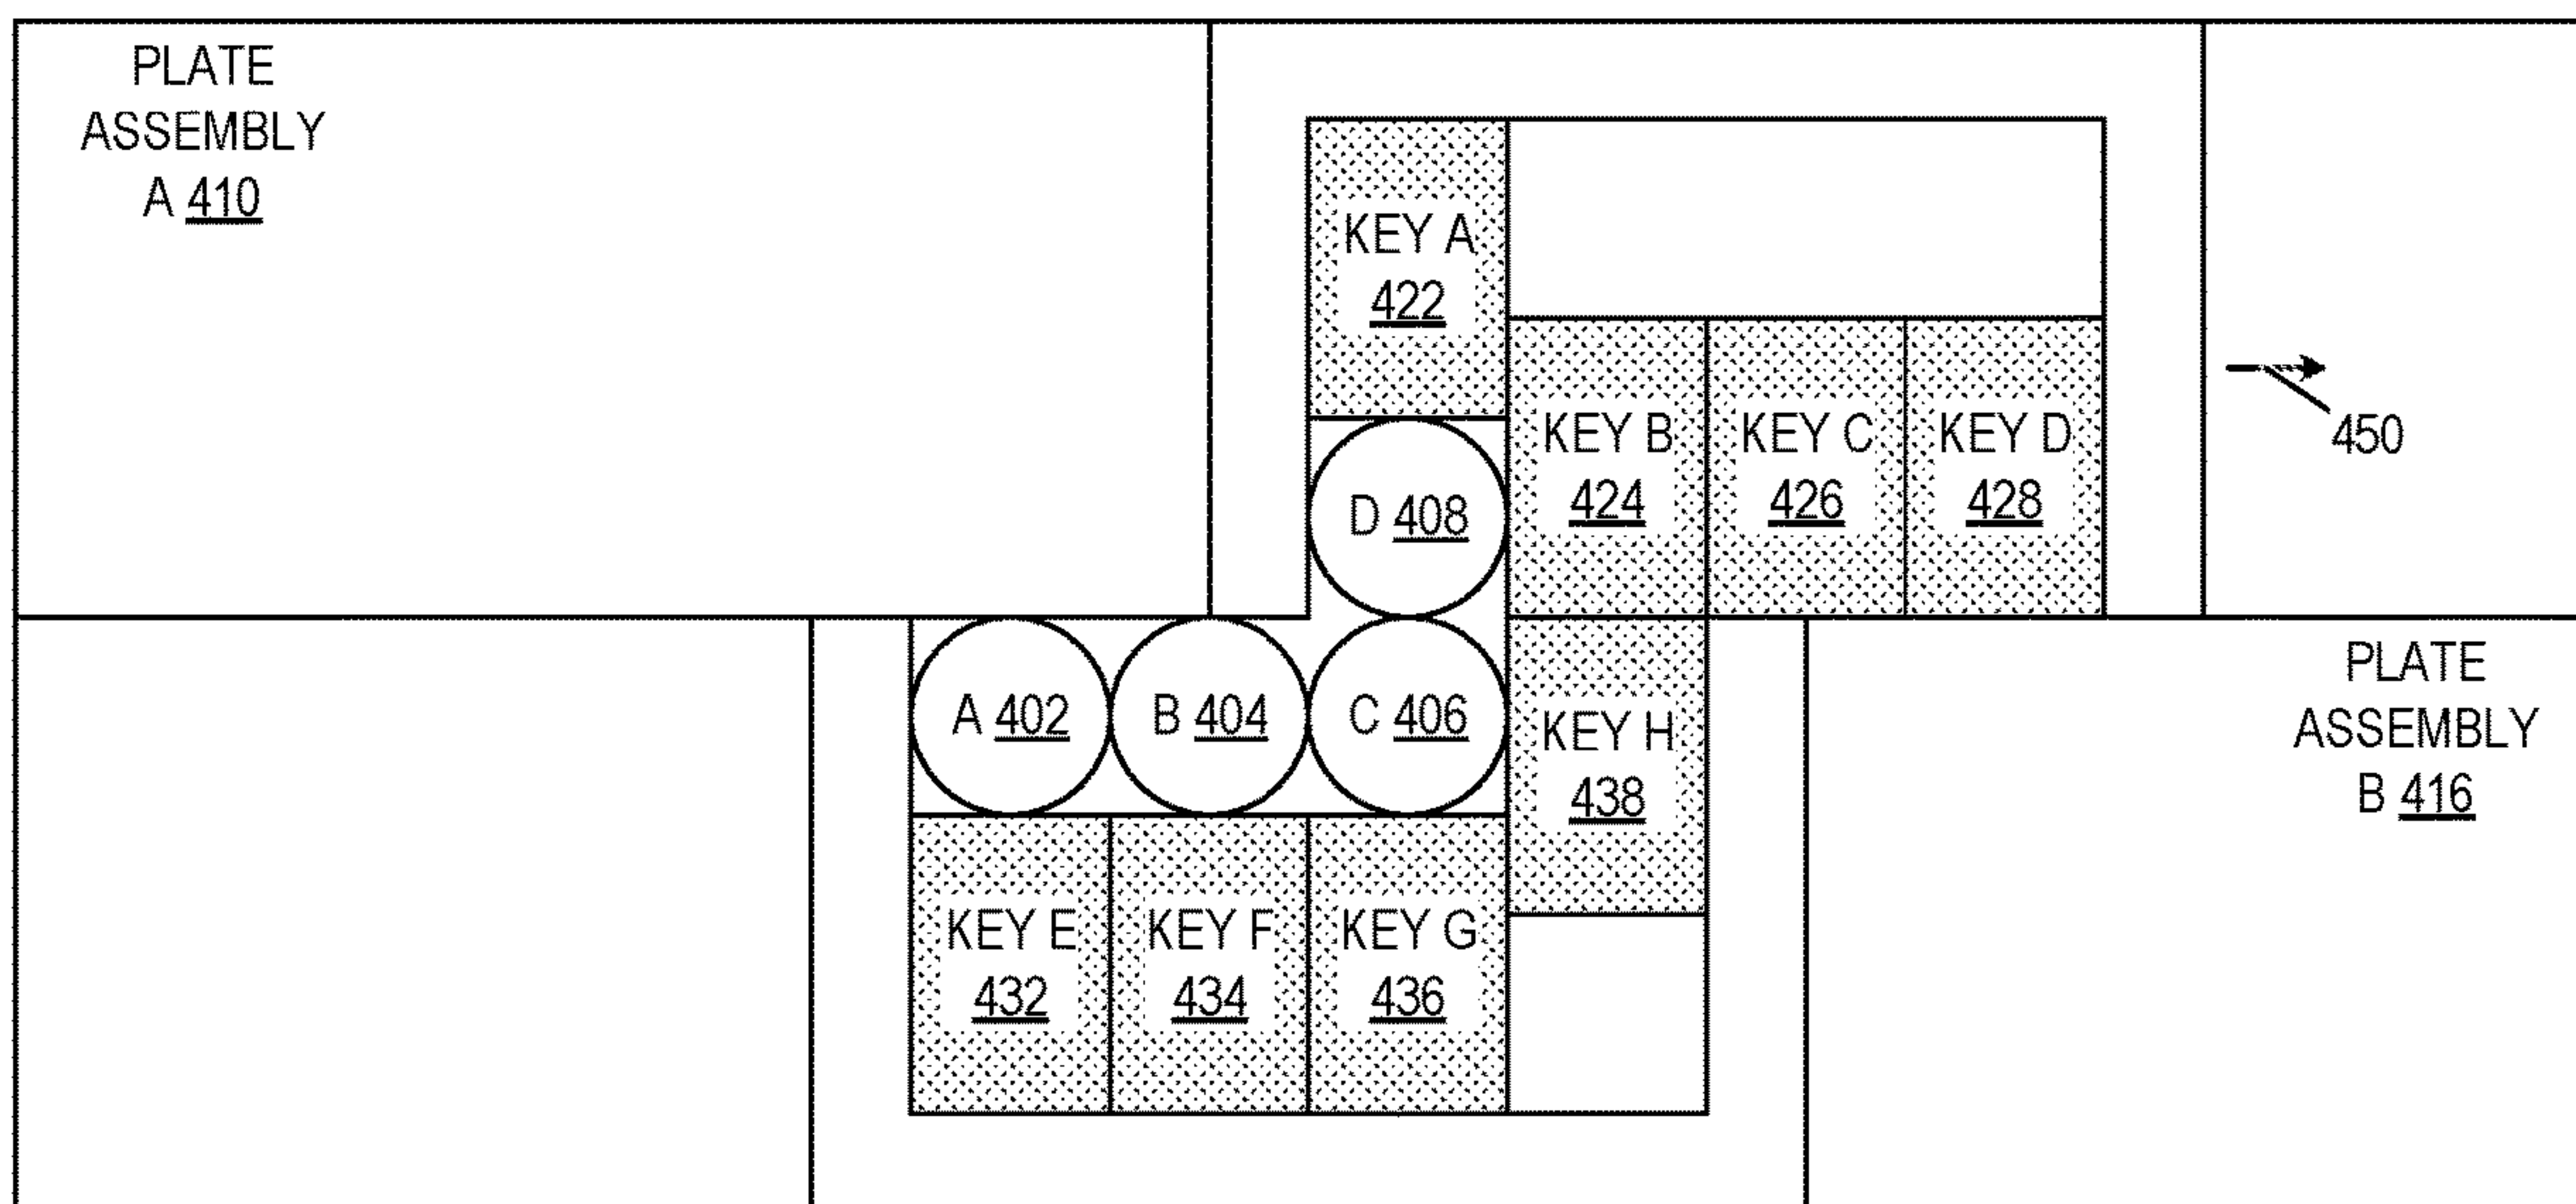 PLATE
ASSEMBLY
A 410
KEY A
422
KEY B
424
KEY C
426
KEY D
428
450
D 408
A 402
B 404
C 406
KEY H
438
PLATE
ASSEMBLY
B 416
KEY E
432
KEY F
434
KEY G
436